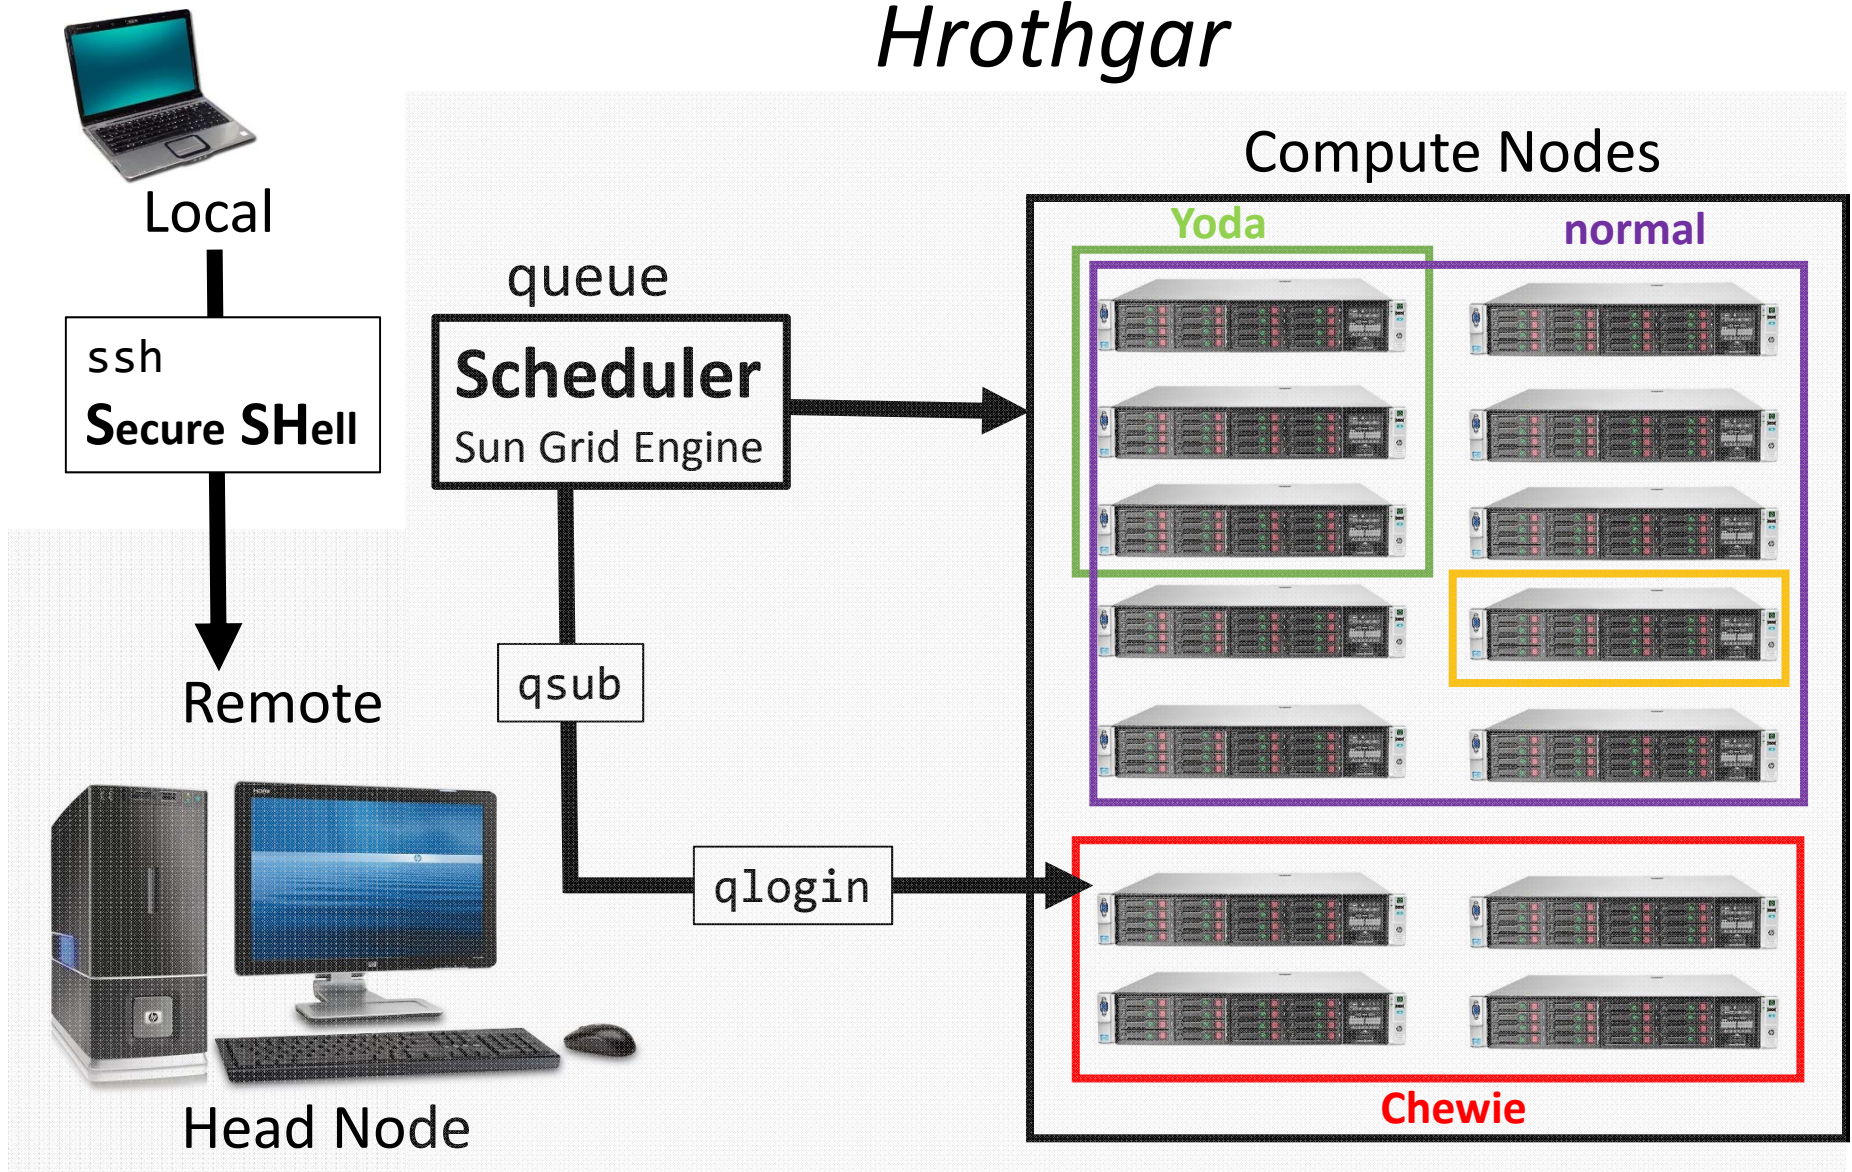 Hrothgar
Local
ssh
Secure SHell
Remote
Head Node
queue
Scheduler
Sun Grid Engine
qsub
qlogin
Compute Nodes
Yoda
normal
Chewie